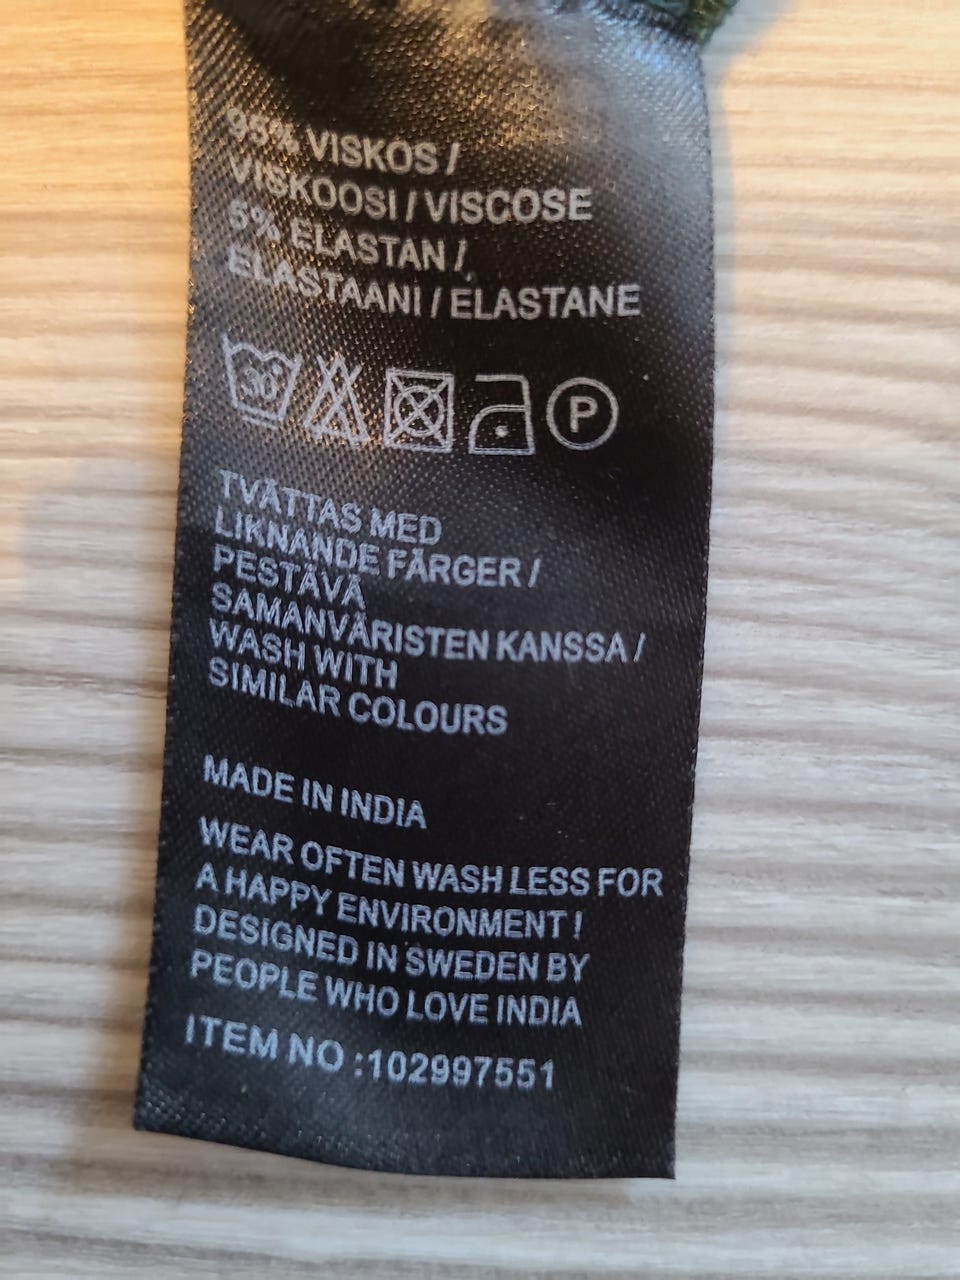 95% VISKOS /
VISKOOSI / VISCOSE
5% ELASTAN /
ELASTAANI / ELASTANE
30
P
TVÄTTAS MED
LIKNANDE FÄRGER /
PESTÄVÄ
SAMANVÄRISTEN KANSSA /
WASH WITH
SIMILAR COLOURS
MADE IN INDIA
WEAR OFTEN WASH LESS FOR
A HAPPY ENVIRONMENT !
DESIGNED IN SWEDEN BY
PEOPLE WHO LOVE INDIA
ITEM NO :102997551